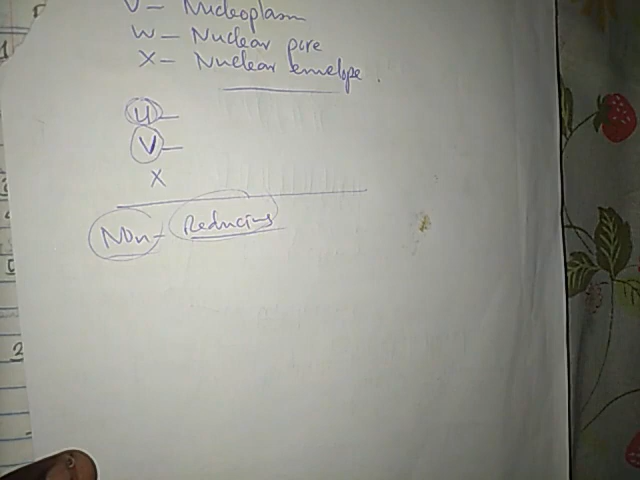 V - Nucleoplasm
W - Nuclear pore
X - Nuclear envelope.
U -
V -
X
Non - Reducing